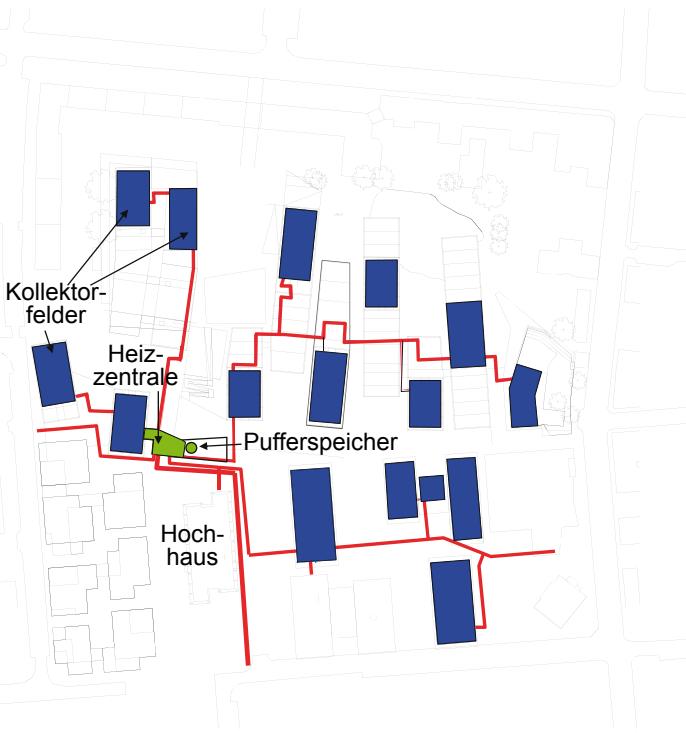 Kollektor-
felder
Heiz-
zentrale
Pufferspeicher
Hoch-
haus